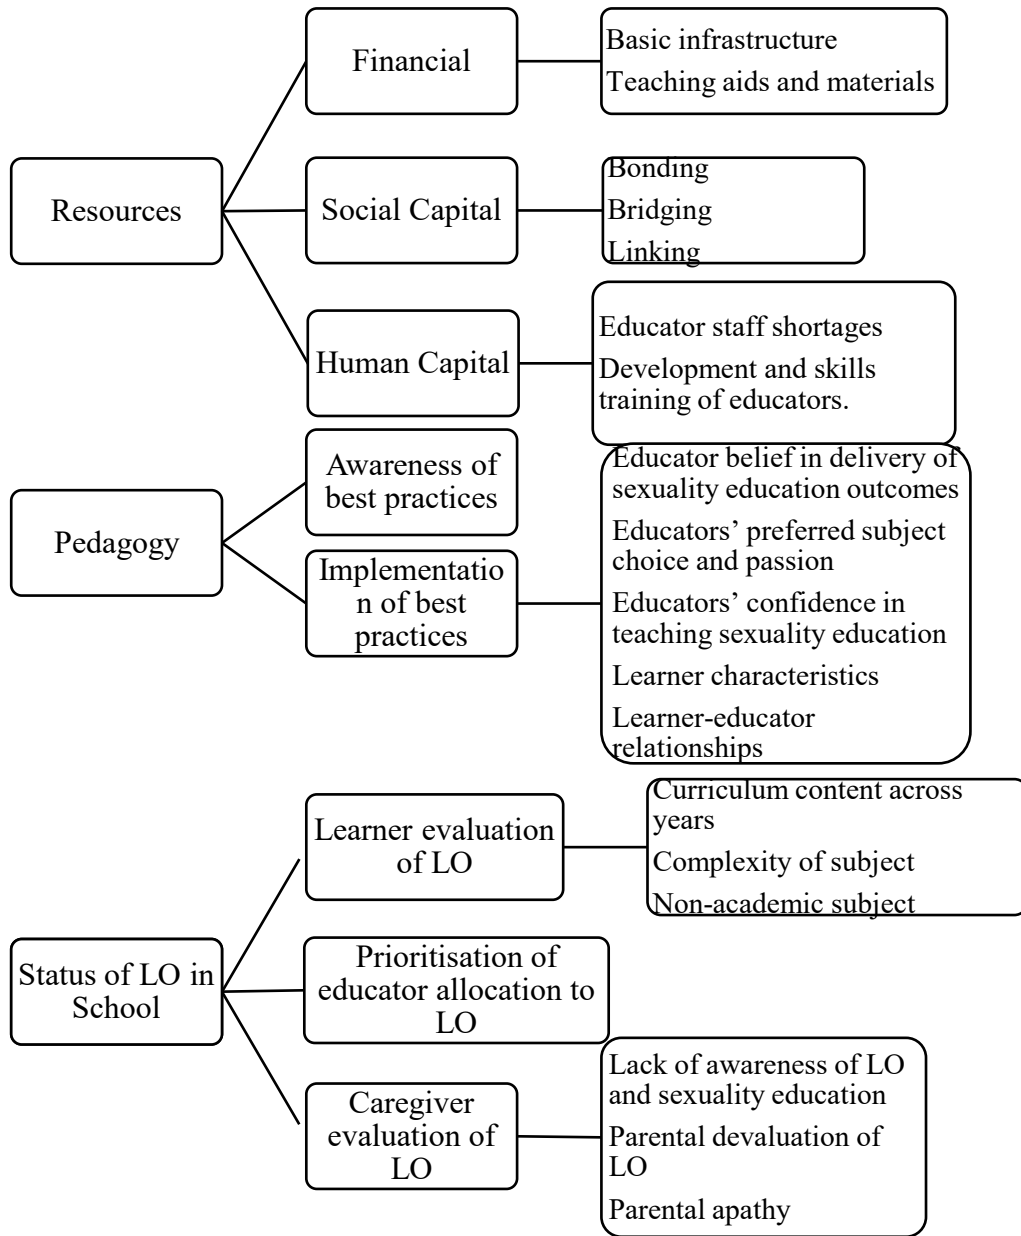 Resources
Financial
Basic infrastructure
Teaching aids and materials
Social Capital
Bonding
Bridging
Linking
Human Capital
Educator staff shortages
Development and skills
training of educators.
Pedagogy
Awareness of
best practices
Implementatio
n of best
practices
Educator belief in delivery of
sexuality education outcomes
Educators’ preferred subject
choice and passion
Educators’ confidence in
teaching sexuality education
Learner characteristics
Learner-educator
relationships
Status of LO in
School
Learner evaluation
of LO
Curriculum content across
years
Complexity of subject
Non-academic subject
Prioritisation of
educator allocation to
LO
Caregiver
evaluation of
LO
Lack of awareness of LO
and sexuality education
Parental devaluation of
LO
Parental apathy